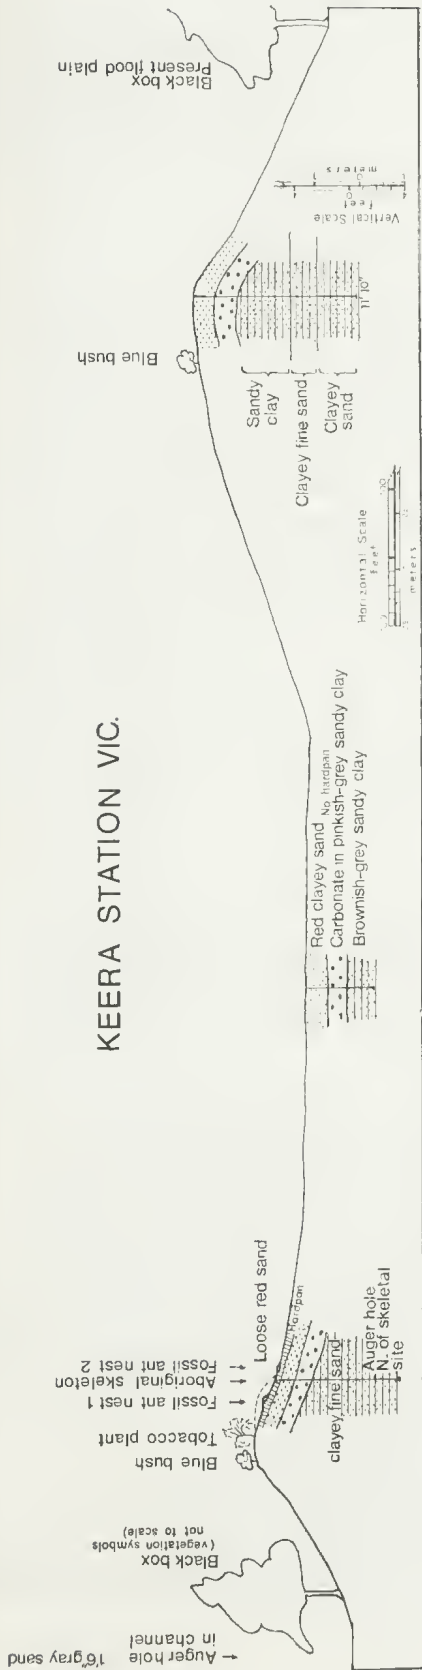 KEERA STATION VIC.
Auger hole
in channel
1'6" gray sand
Black box
(vegetation symbols
not to scale)
Blue bush
Tobacco plant
Fossil ant nest 1
Aboriginal skeleton
Fossil ant nest 2
Loose red sand
Hardpan
clayey fine sand
Auger hole
N. of skeletal
site
Red clayey sand
No hardpan
Carbonate in pinkish-grey sandy clay
Brownish-grey sandy clay
Blue bush
Sandy
clay
Clayey fine sand
Clayey
sand
11'10"
Horizontal Scale
feet
meters
Vertical Scale
feet
meters
Black box
Present flood plain